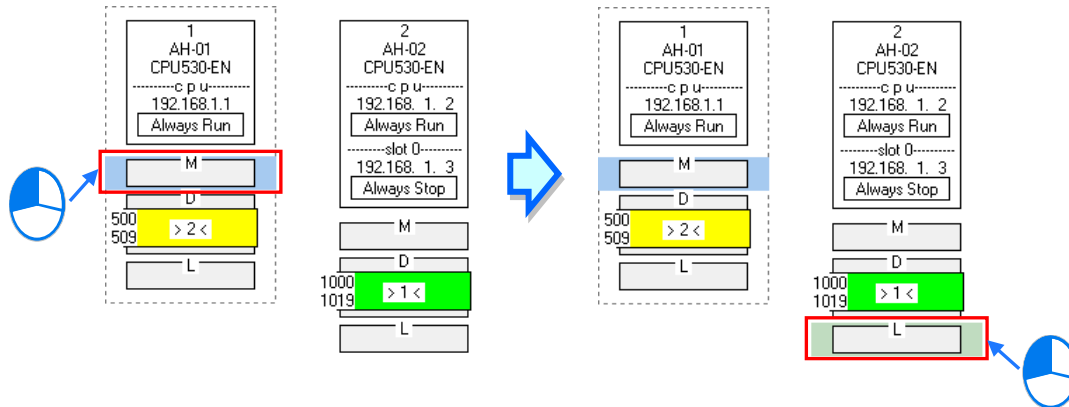 1
AH-01
CPU530-EN
c p u
192.168.1.1
Always Run
M
D
500
509
> 2 <
L
2
AH-02
CPU530-EN
c p u
192.168. 1. 2
Always Run
slot 0
192.168. 1. 3
Always Stop
M
D
1000
1019
> 1 <
L
1
AH-01
CPU530-EN
c p u
192.168.1.1
Always Run
M
D
500
509
> 2 <
L
2
AH-02
CPU530-EN
c p u
192.168. 1. 2
Always Run
slot 0
192.168. 1. 3
Always Stop
M
D
1000
1019
> 1 <
L